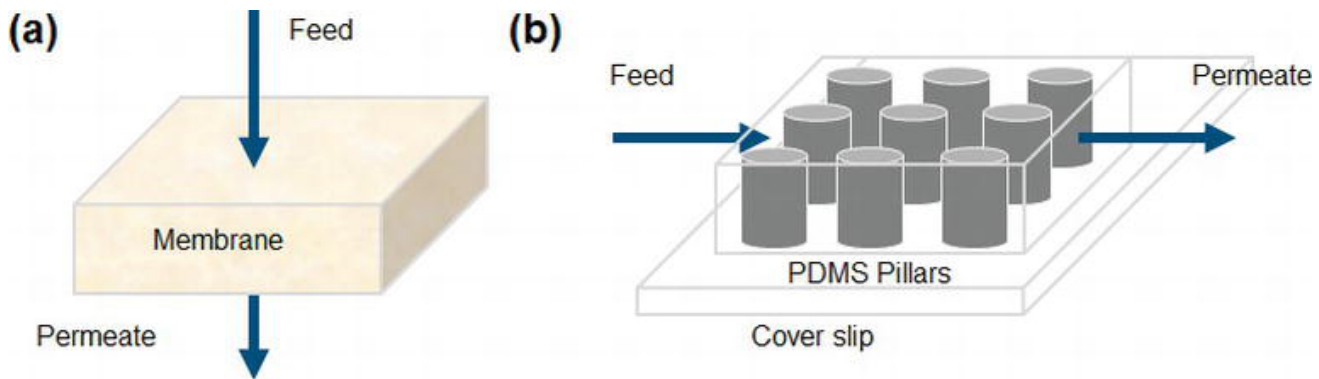 (a)
Feed
Membrane
Permeate
(b)
Feed
Permeate
PDMS Pillars
Cover slip